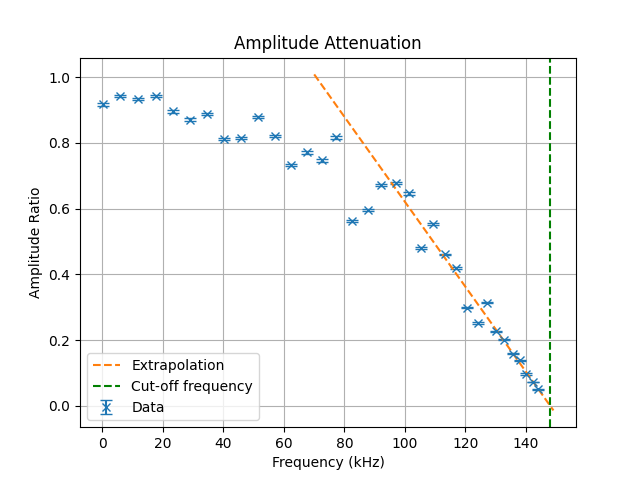 Amplitude Attenuation
Amplitude Ratio
1.0
0.8
0.6
0.4
0.2
0.0
Extrapolation
Cut-off frequency
Data
0 20 40 60 80 100 120 140
Frequency (kHz)